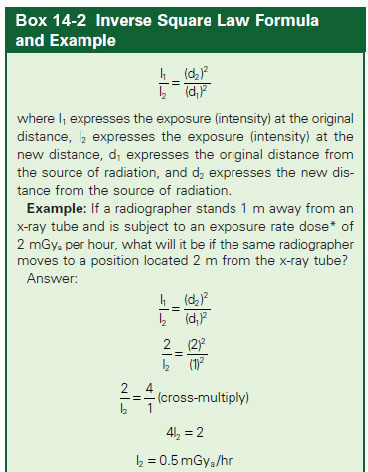 Box 14-2 Inverse Square Law Formula
and Example
I₁/I₂ = (d₂)²/(d₁)²
where I₁ expresses the exposure (intensity) at the original
distance, I₂ expresses the exposure (intensity) at the
new distance, d₁ expresses the original distance from
the source of radiation, and d₂ expresses the new dis-
tance from the source of radiation.
Example: If a radiographer stands 1 m away from an
x-ray tube and is subject to an exposure rate dose* of
2 mGyₐ per hour, what will it be if the same radiographer
moves to a position located 2 m from the x-ray tube?
Answer:
I₁/I₂ = (d₂)²/(d₁)²
2/I₂ = (2)²/(1)²
2/I₂ = 4/1 (cross-multiply)
4I₂ = 2
I₂ = 0.5 mGyₐ/hr